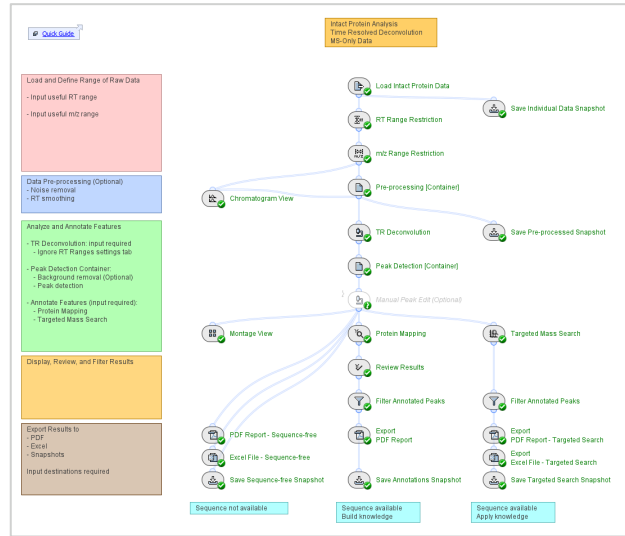 Quick Guide
Intact Protein Analysis
Time Resolved Deconvolution
MS-Only Data
Load and Define Range of Raw Data
- Input useful RT range
- Input useful m/z range
Load Intact Protein Data
Save Individual Data Snapshot
RT Range Restriction
m/z Range Restriction
Data Pre-processing (Optional)
- Noise removal
- RT smoothing
Pre-processing [Container]
Chromatogram View
Analyze and Annotate Features
- TR Deconvolution: input required
- Ignore RT Ranges settings tab
- Peak Detection Container:
- Background removal (Optional)
- Peak detection
- Annotate Features (input required):
- Protein Mapping
- Targeted Mass Search
TR Deconvolution
Save Pre-processed Snapshot
Peak Detection [Container]
Manual Peak Edit (Optional)
Montage View
Protein Mapping
Targeted Mass Search
Display, Review, and Filter Results
Review Results
Filter Annotated Peaks
Filter Annotated Peaks
Export Results to
- PDF
- Excel
- Snapshots
Input destinations required
PDF Report - Sequence-free
Export
PDF Report
Export
PDF Report - Targeted Search
Excel File - Sequence-free
Export
Excel File - Targeted Search
Save Sequence-free Snapshot
Save Annotations Snapshot
Save Targeted Search Snapshot
Sequence not available
Sequence available
Build knowledge
Sequence available
Apply knowledge